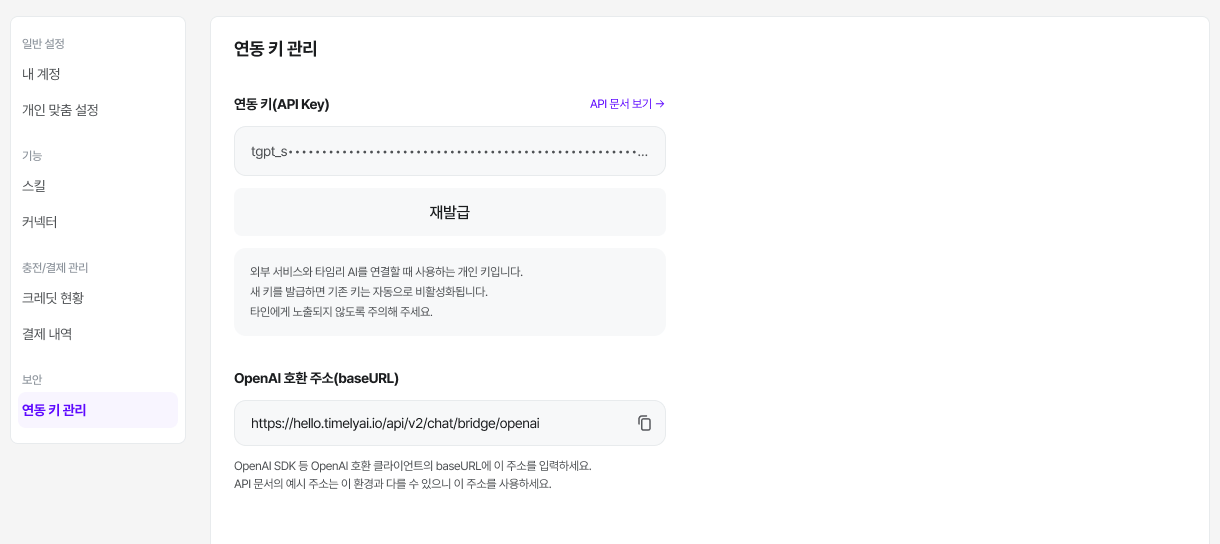 일반 설정
내 계정
개인 맞춤 설정
기능
스킬
커넥터
충전/결제 관리
크레딧 현황
결제 내역
보안
연동 키 관리
연동 키 관리
연동 키(API Key)
API 문서 보기 →
tgpt_s••••••••••••••••••••••••••••••••••••••••••••••••••••...
재발급
외부 서비스와 타임리 AI를 연결할 때 사용하는 개인 키입니다.
새 키를 발급하면 기존 키는 자동으로 비활성화됩니다.
타인에게 노출되지 않도록 주의해 주세요.
OpenAI 호환 주소(baseURL)
https://hello.timelyai.io/api/v2/chat/bridge/openai
OpenAI SDK 등 OpenAI 호환 클라이언트의 baseURL에 이 주소를 입력하세요.
API 문서의 예시 주소는 이 환경과 다를 수 있으니 이 주소를 사용하세요.